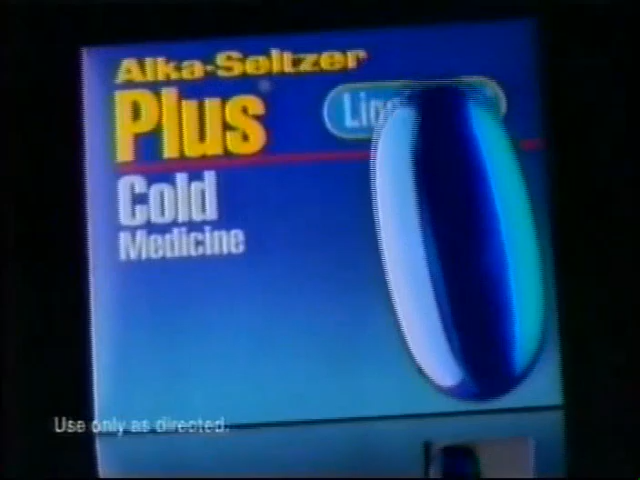 Alka-Seltzer
Plus®
Cold
Medicine
Use only as directed.